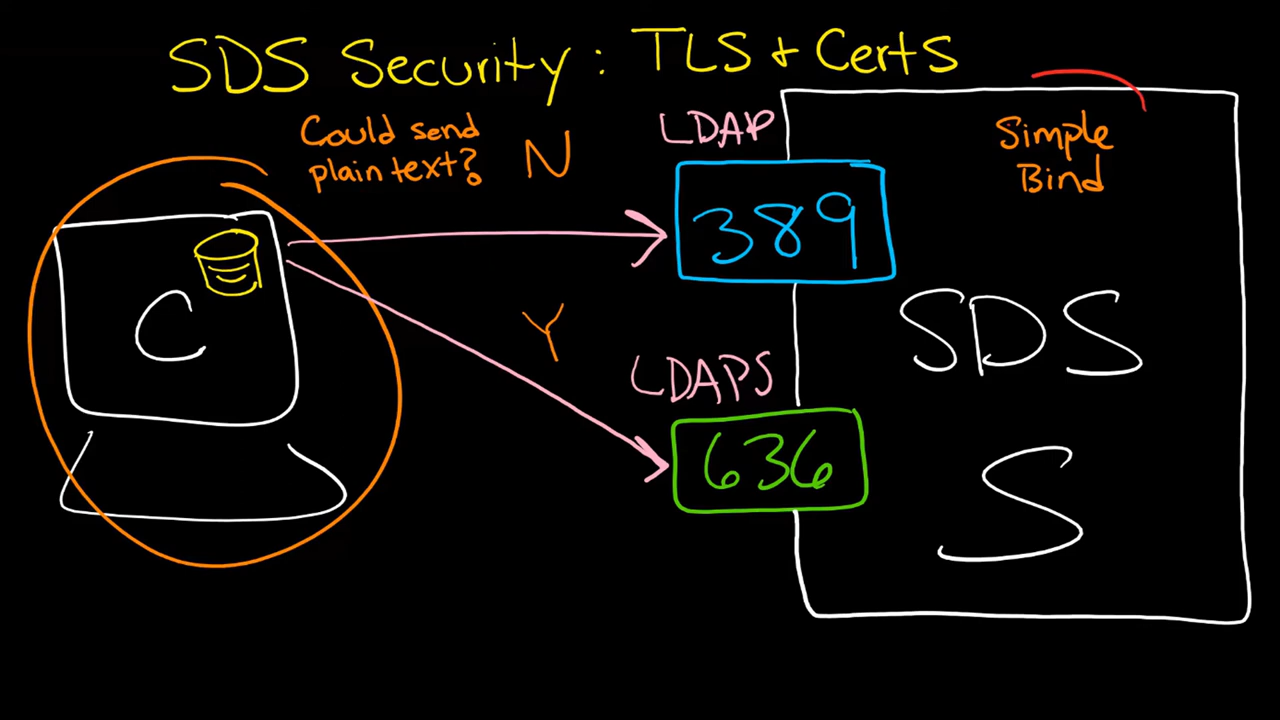 SDS Security: TLS + Certs
Could send
plain text?
N
LDAP
Simple
Bind
389
C
Y
SDS
LDAPS
636
S